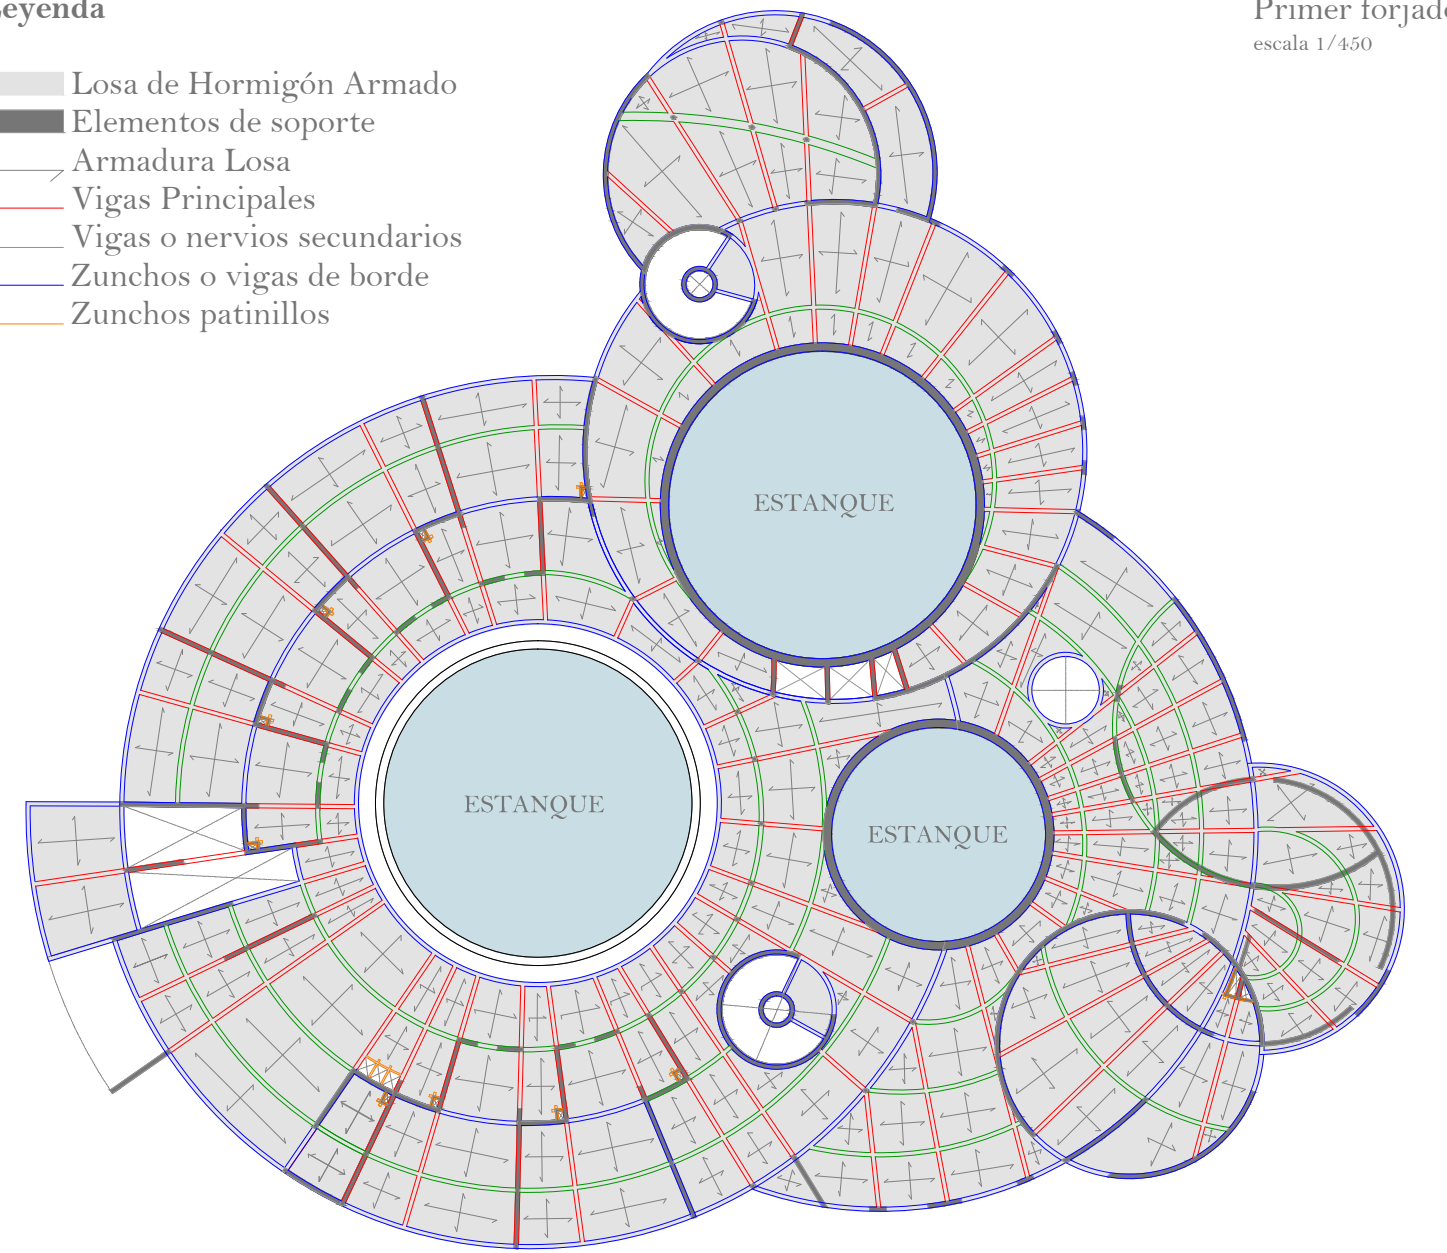 Leyenda
Losa de Hormigón Armado
Elementos de soporte
Armadura Losa
Vigas Principales
Vigas o nervios secundarios
Zunchos o vigas de borde
Zunchos patinillos
Primer forjado
escala 1/450
ESTANQUE
ESTANQUE
ESTANQUE